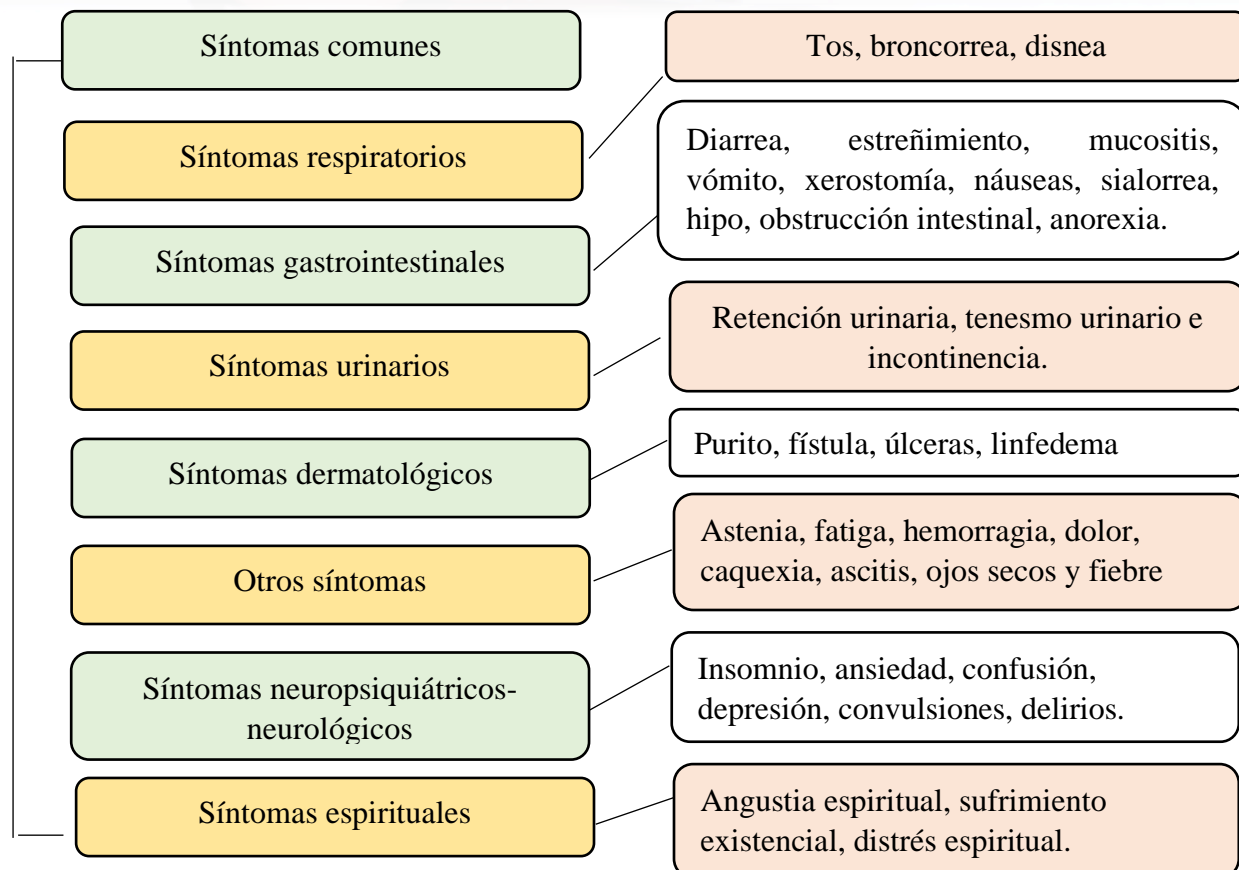 Síntomas comunes
Tos, broncorrea, disnea
Síntomas respiratorios
Diarrea, estreñimiento, mucositis,
vómito, xerostomía, náuseas, sialorrea,
hipo, obstrucción intestinal, anorexia.
Síntomas gastrointestinales
Retención urinaria, tenesmo urinario e
incontinencia.
Síntomas urinarios
Purito, fístula, úlceras, linfedema
Síntomas dermatológicos
Astenia, fatiga, hemorragia, dolor,
caquexia, ascitis, ojos secos y fiebre
Otros síntomas
Insomnio, ansiedad, confusión,
depresión, convulsiones, delirios.
Síntomas neuropsiquiátricos-
neurológicos
Angustia espiritual, sufrimiento
existencial, distrés espiritual.
Síntomas espirituales